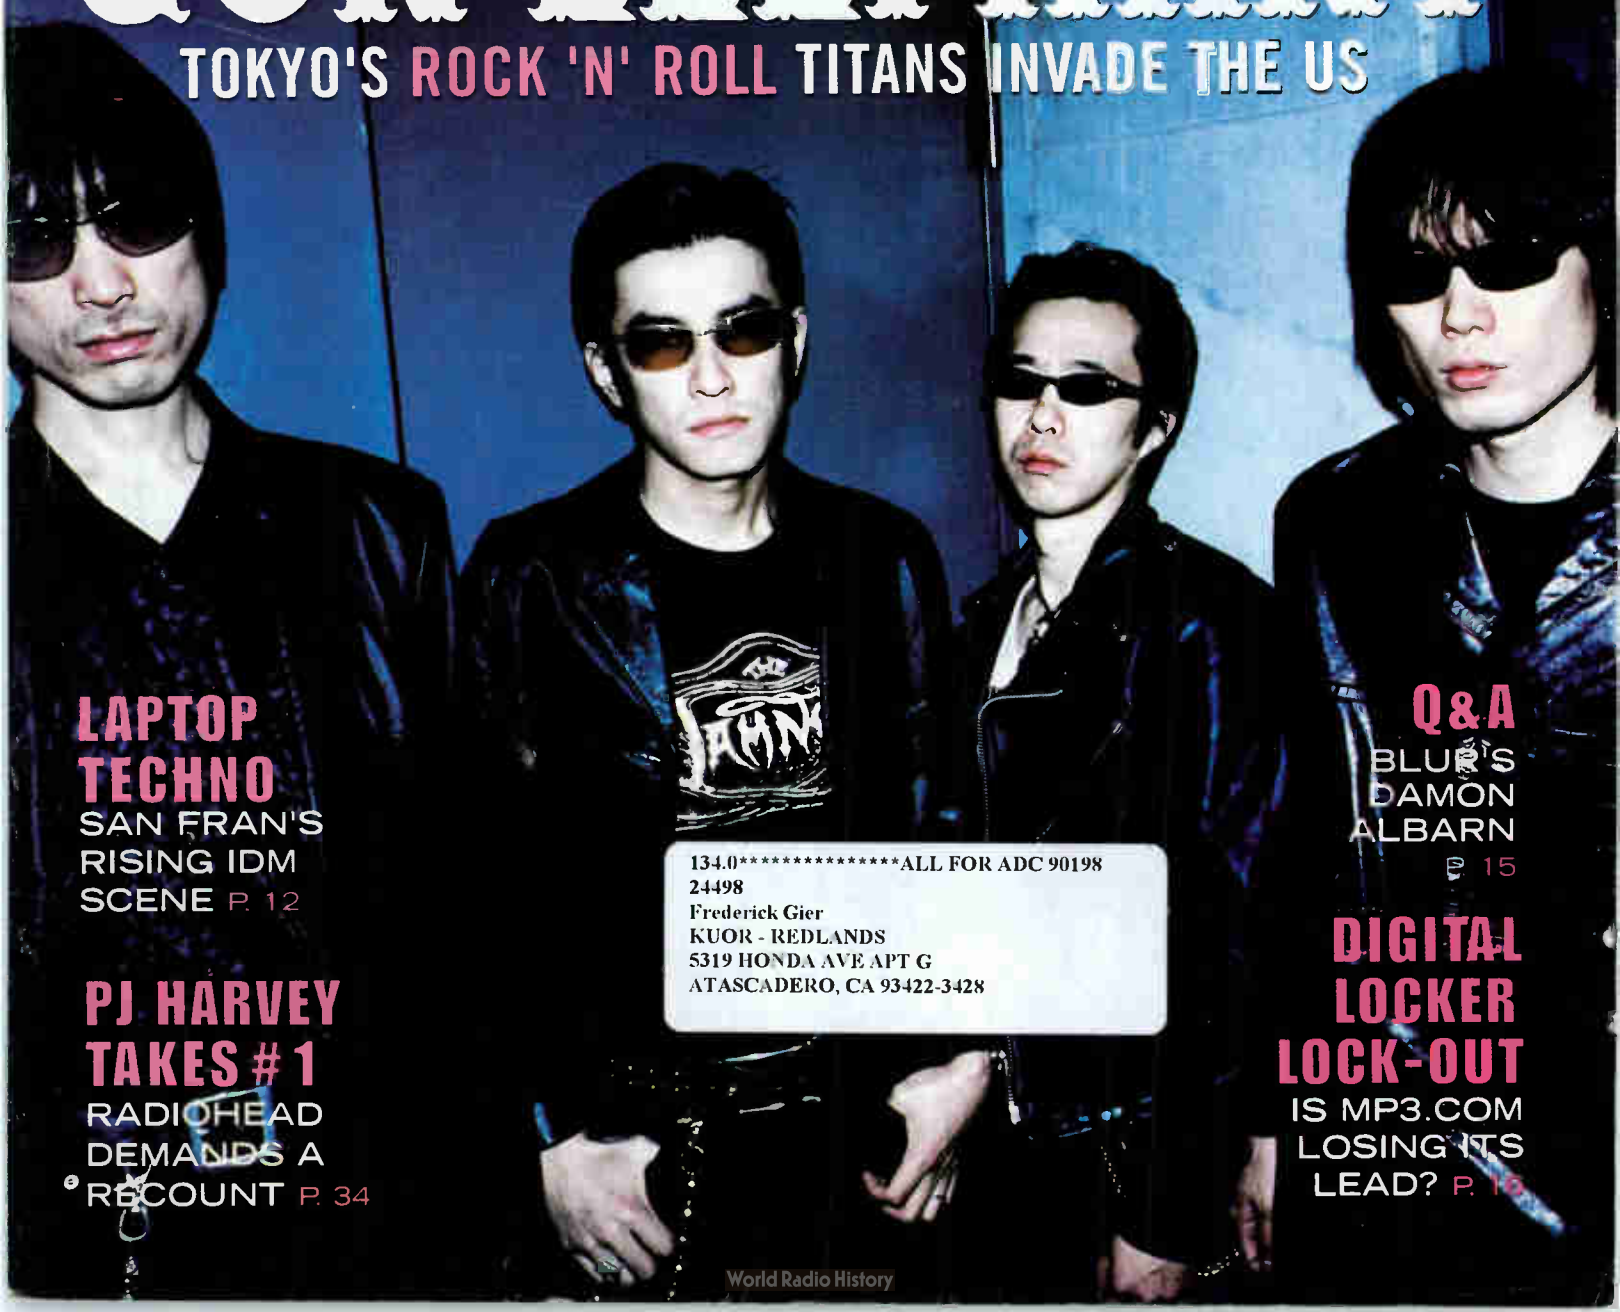 TOKYO'S ROCK 'N' ROLL TITANS INVADE THE US
THE
DAMNED
LAPTOP
TECHNO
SAN FRAN'S
RISING IDM
SCENE P. 12
PJ HARVEY
TAKES #1
RADIOHEAD
DEMANDS A
RECOUNT P. 34
Q&A
BLUR'S
DAMON
ALBARN
P. 15
DIGITAL
LOCKER
LOCK-OUT
IS MP3.COM
LOSING ITS
LEAD? P. 16
134.0***************ALL FOR ADC 90198
24498
Frederick Gier
KUOR - REDLANDS
5319 HONDA AVE APT G
ATASCADERO, CA 93422-3428
World Radio History